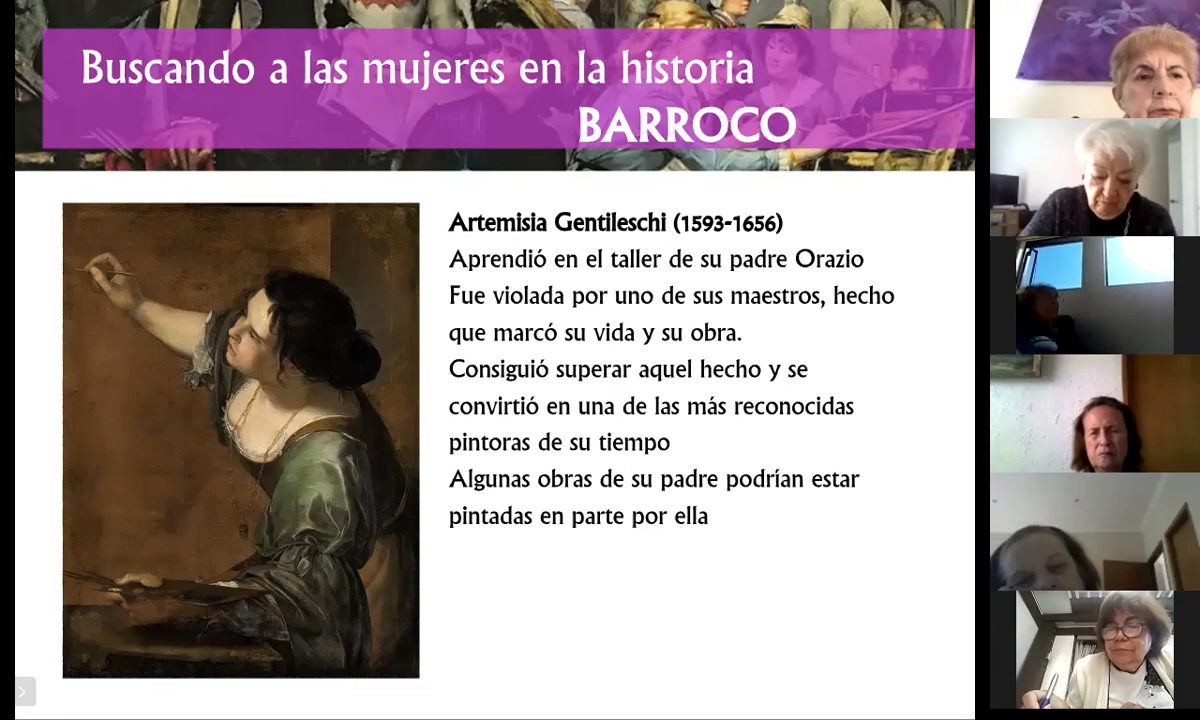 Buscando a las mujeres en la historia
BARROCO
Artemisia Gentileschi (1593-1656)
Aprendió en el taller de su padre Orazio
Fue violada por uno de sus maestros, hecho
que marcó su vida y su obra.
Consiguió superar aquel hecho y se
convirtió en una de las más reconocidas
pintoras de su tiempo
Algunas obras de su padre podrían estar
pintadas en parte por ella